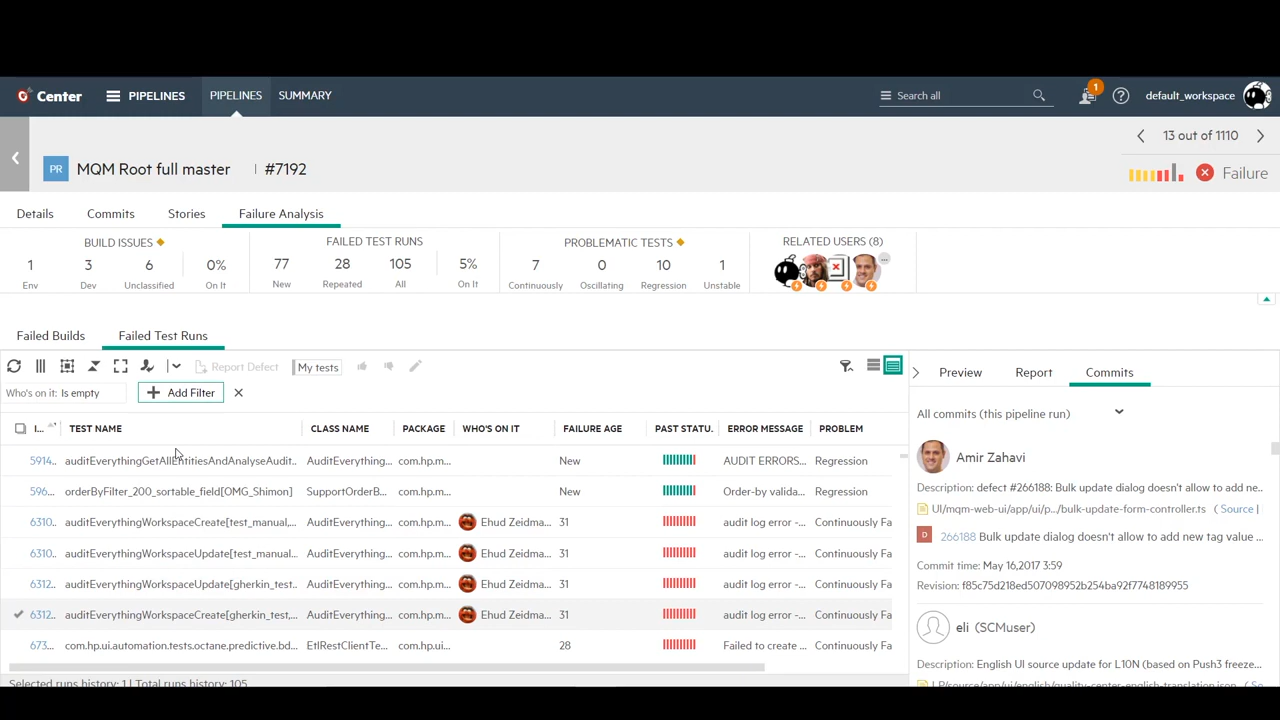 Center PIPELINES PIPELINES SUMMARY Search all 1 default_workspace
13 out of 1110
PR MQM Root full master #7192 Failure
Details Commits Stories Failure Analysis
BUILD ISSUES FAILED TEST RUNS PROBLEMATIC TESTS RELATED USERS (8)
1 3 6 0% 77 28 105 5% 7 0 10 1
Env Dev Unclassified On It New Repeated All On It Continuously Oscillating Regression Unstable
Failed Builds Failed Test Runs
Report Defect My tests
Who's on it: Is empty Add Filter
I... TEST NAME CLASS NAME PACKAGE WHO'S ON IT FAILURE AGE PAST STATU. ERROR MESSAGE PROBLEM
5914.. auditEverythingGetAllEntitiesAndAnalyseAudit... AuditEverything... com.hp.m... New AUDIT ERRORS... Regression
596... orderByFilter_200_sortable_field[OMG_Shimon] SupportOrderB... com.hp.m... New Order-by valida... Regression
6310.. auditEverythingWorkspaceCreate[test_manual,... AuditEverything... com.hp.m... Ehud Zeidma... 31 audit log error -... Continuously Fa
6310.. auditEverythingWorkspaceUpdate[test_manual... AuditEverything... com.hp.m... Ehud Zeidma... 31 audit log error -... Continuously Fa
6312.. auditEverythingWorkspaceUpdate[gherkin_test... AuditEverything... com.hp.m... Ehud Zeidma... 31 audit log error -... Continuously Fa
6312.. auditEverythingWorkspaceCreate[gherkin_test,... AuditEverything... com.hp.m... Ehud Zeidma... 31 audit log error -... Continuously Fa
673... com.hp.ui.automation.tests.octane.predictive.bd... EtlRestClientTe... com.hp.ui... 28 Failed to create ... Continuously Fa
Selected runs history: 1 | Total runs history: 105
Preview Report Commits
All commits (this pipeline run)
Amir Zahavi
Description: defect #266188: Bulk update dialog doesn't allow to add ne...
UI/mqm-web-ui/app/ui/p.../bulk-update-form-controller.ts ( Source |
D 266188 Bulk update dialog doesn't allow to add new tag value ...
Commit time: May 16,2017 3:59
Revision: f85c75d218ed507098952b254ba92f7748189955
eli (SCMuser)
Description: English UI source update for L10N (based on Push3 freeze...
LP/source/app/ui/english/quality-center-english-translation.json ( So